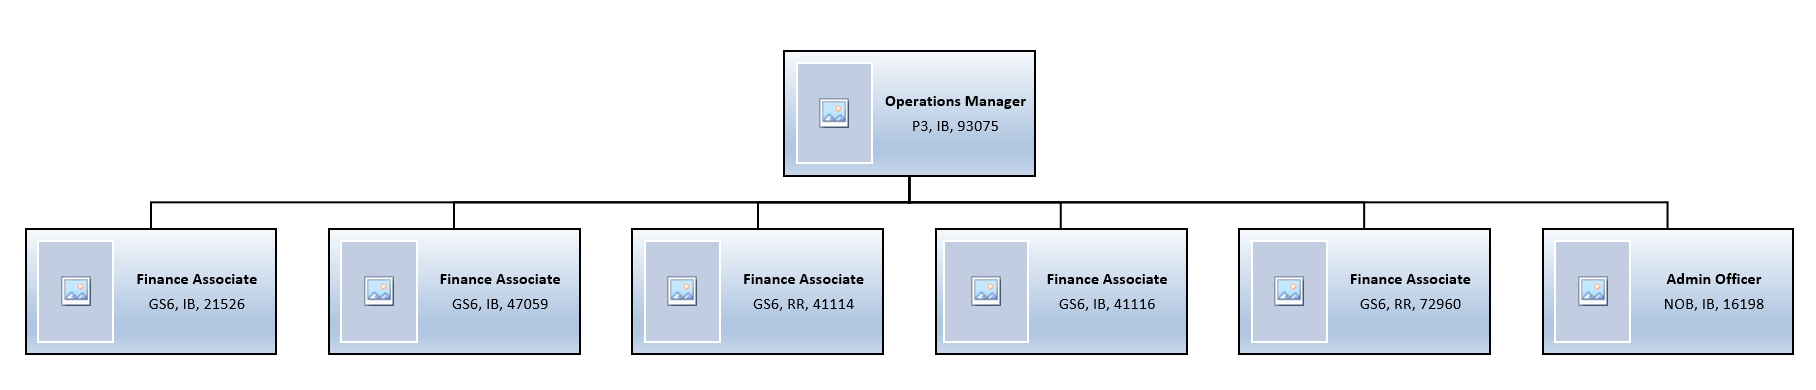 Operations Manager
P3, IB, 93075
Finance Associate
GS6, IB, 21526
Finance Associate
GS6, IB, 47059
Finance Associate
GS6, RR, 41114
Finance Associate
GS6, IB, 41116
Finance Associate
GS6, RR, 72960
Admin Officer
NOB, IB, 16198